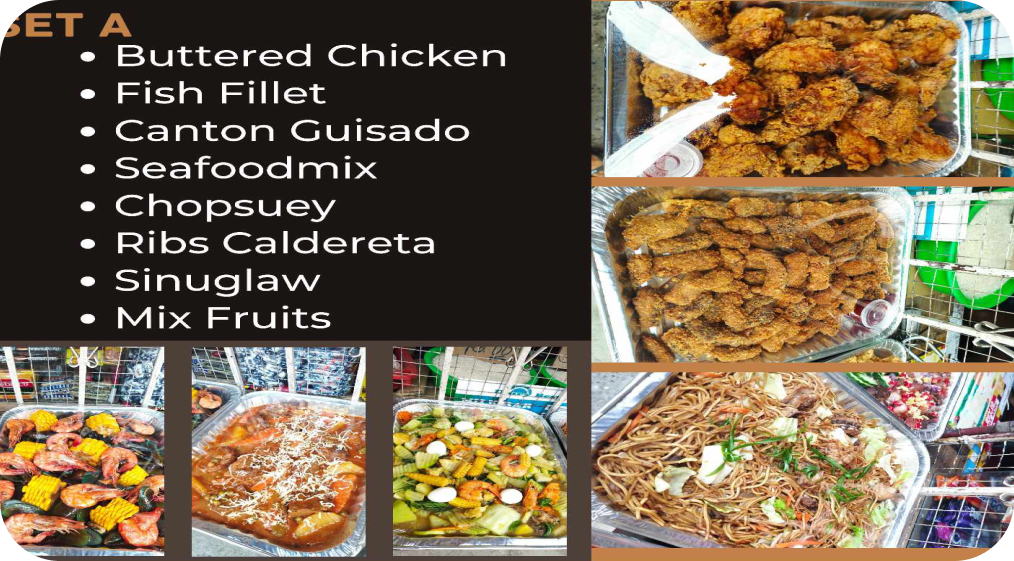 SET A
• Buttered Chicken
• Fish Fillet
• Canton Guisado
• Seafoodmix
• Chopsuey
• Ribs Caldereta
• Sinuglaw
• Mix Fruits